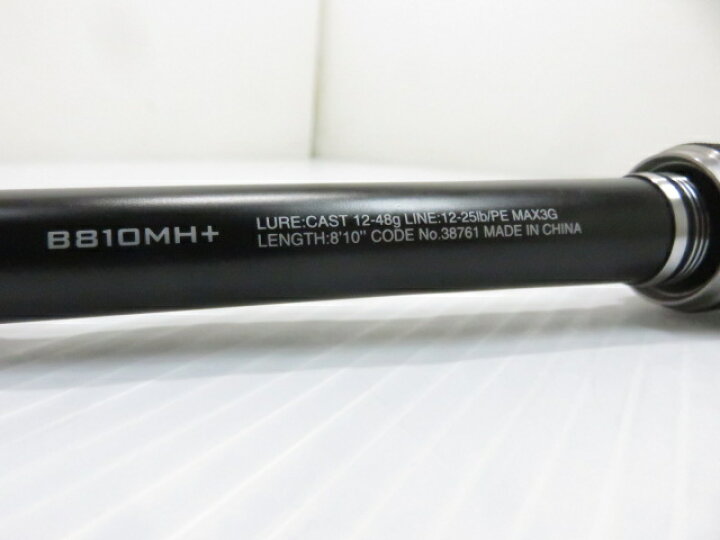 B810MH+
LURE:CAST 12-48g LINE:12-25lb/PE MAX3G
LENGTH:8'10" CODE No.38761 MADE IN CHINA